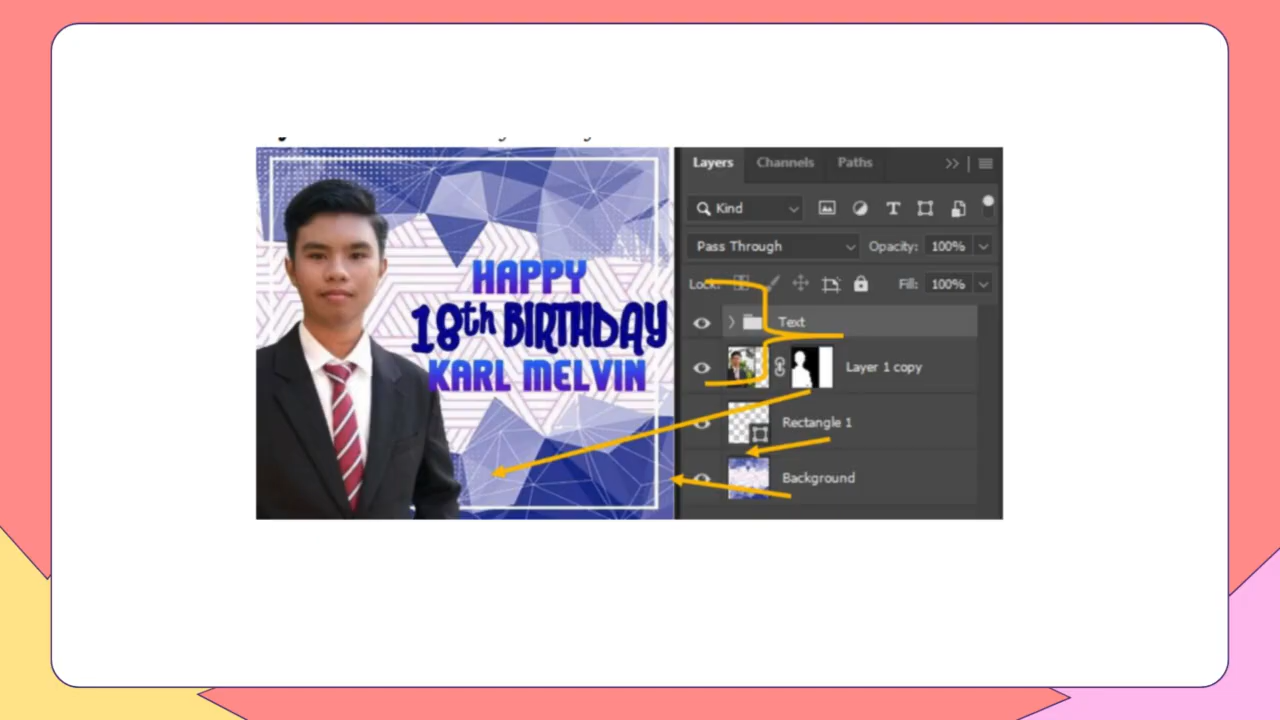 HAPPY
18th BIRTHDAY
KARL MELVIN
Layers Channels Paths
Kind
Pass Through Opacity: 100%
Lock: Fill: 100%
Text
Layer 1 copy
Rectangle 1
Background